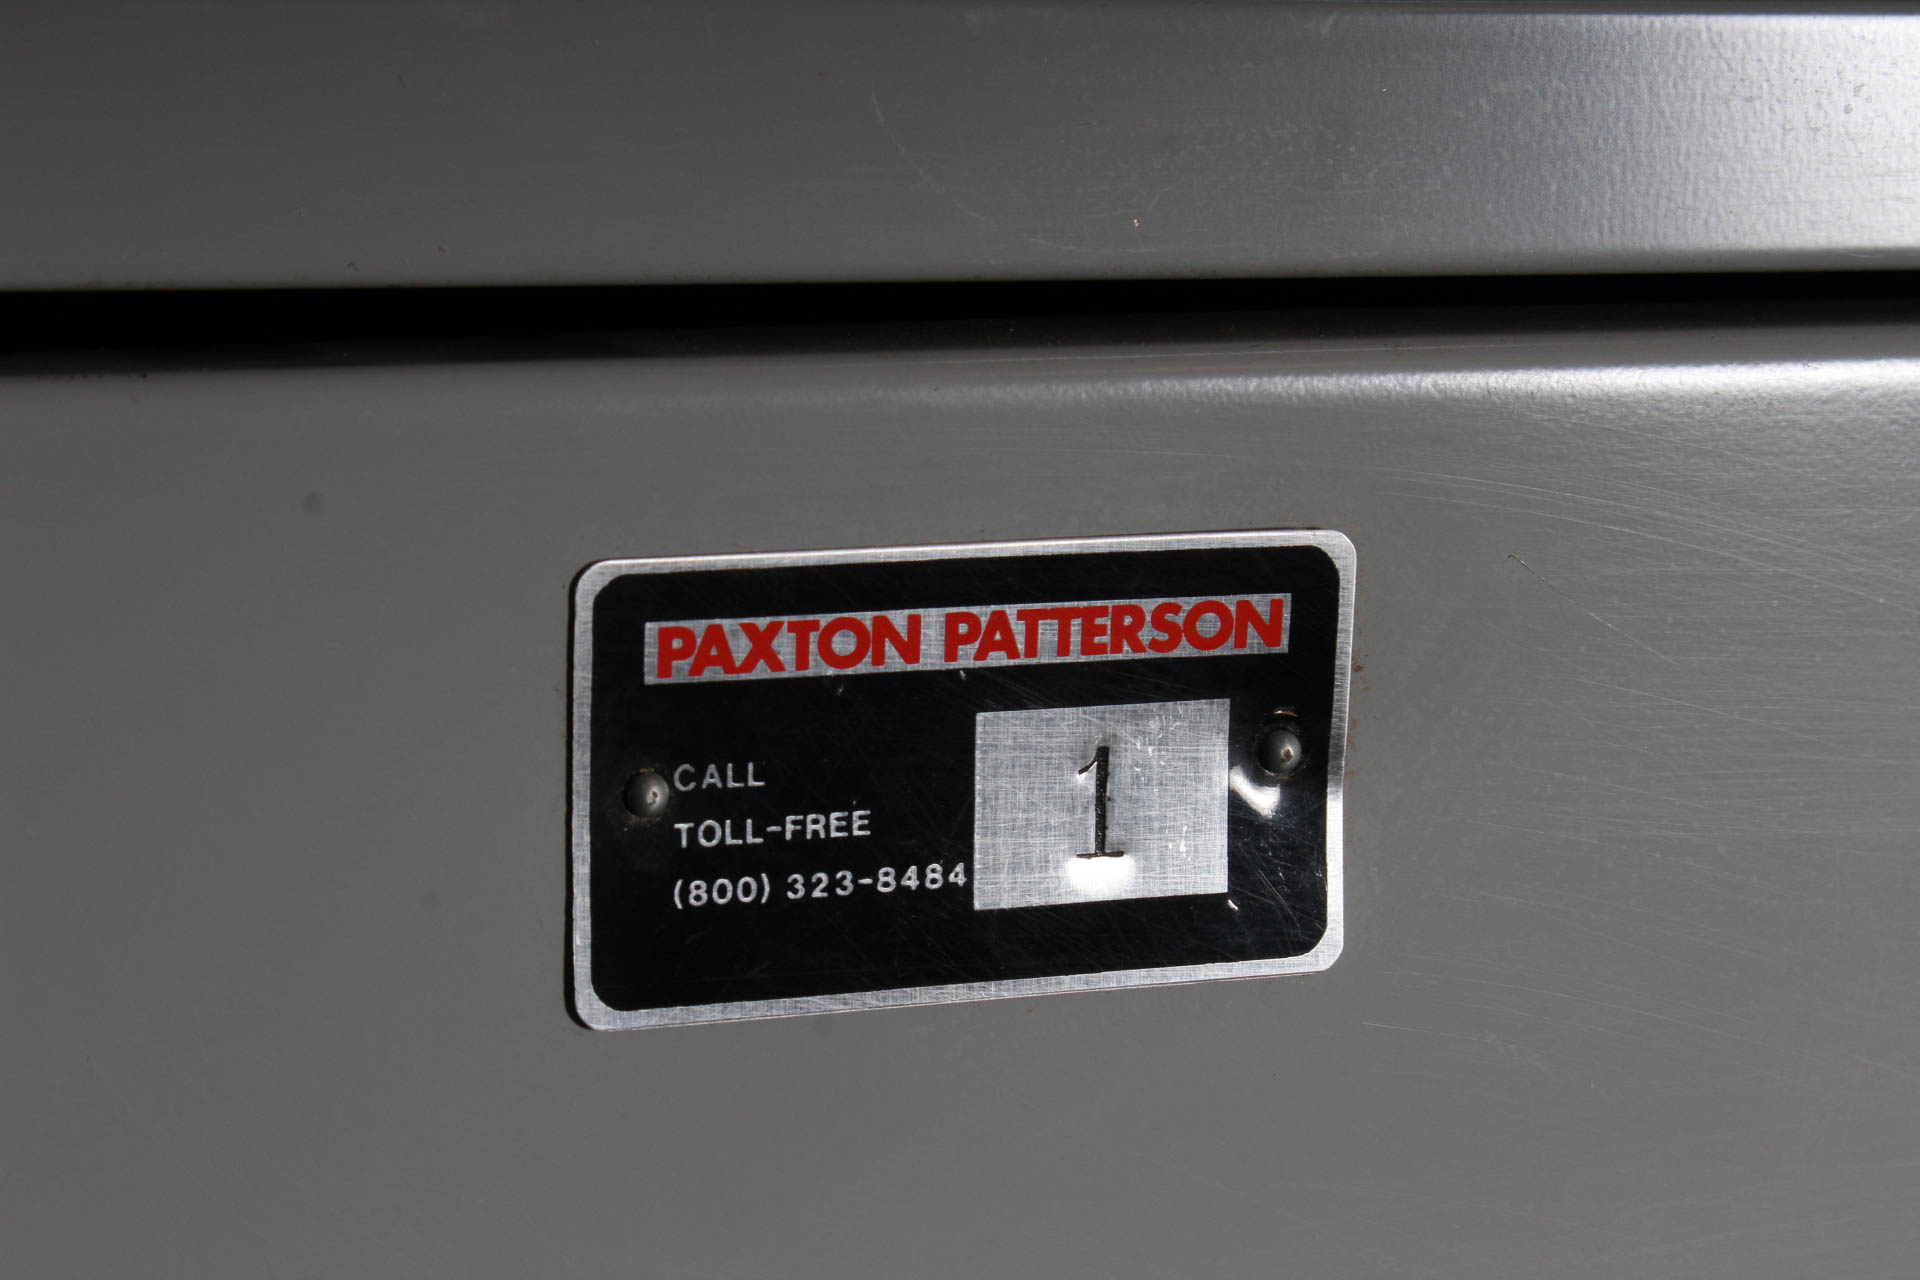 PAXTON PATTERSON
CALL
TOLL-FREE
(800) 323-8484
1